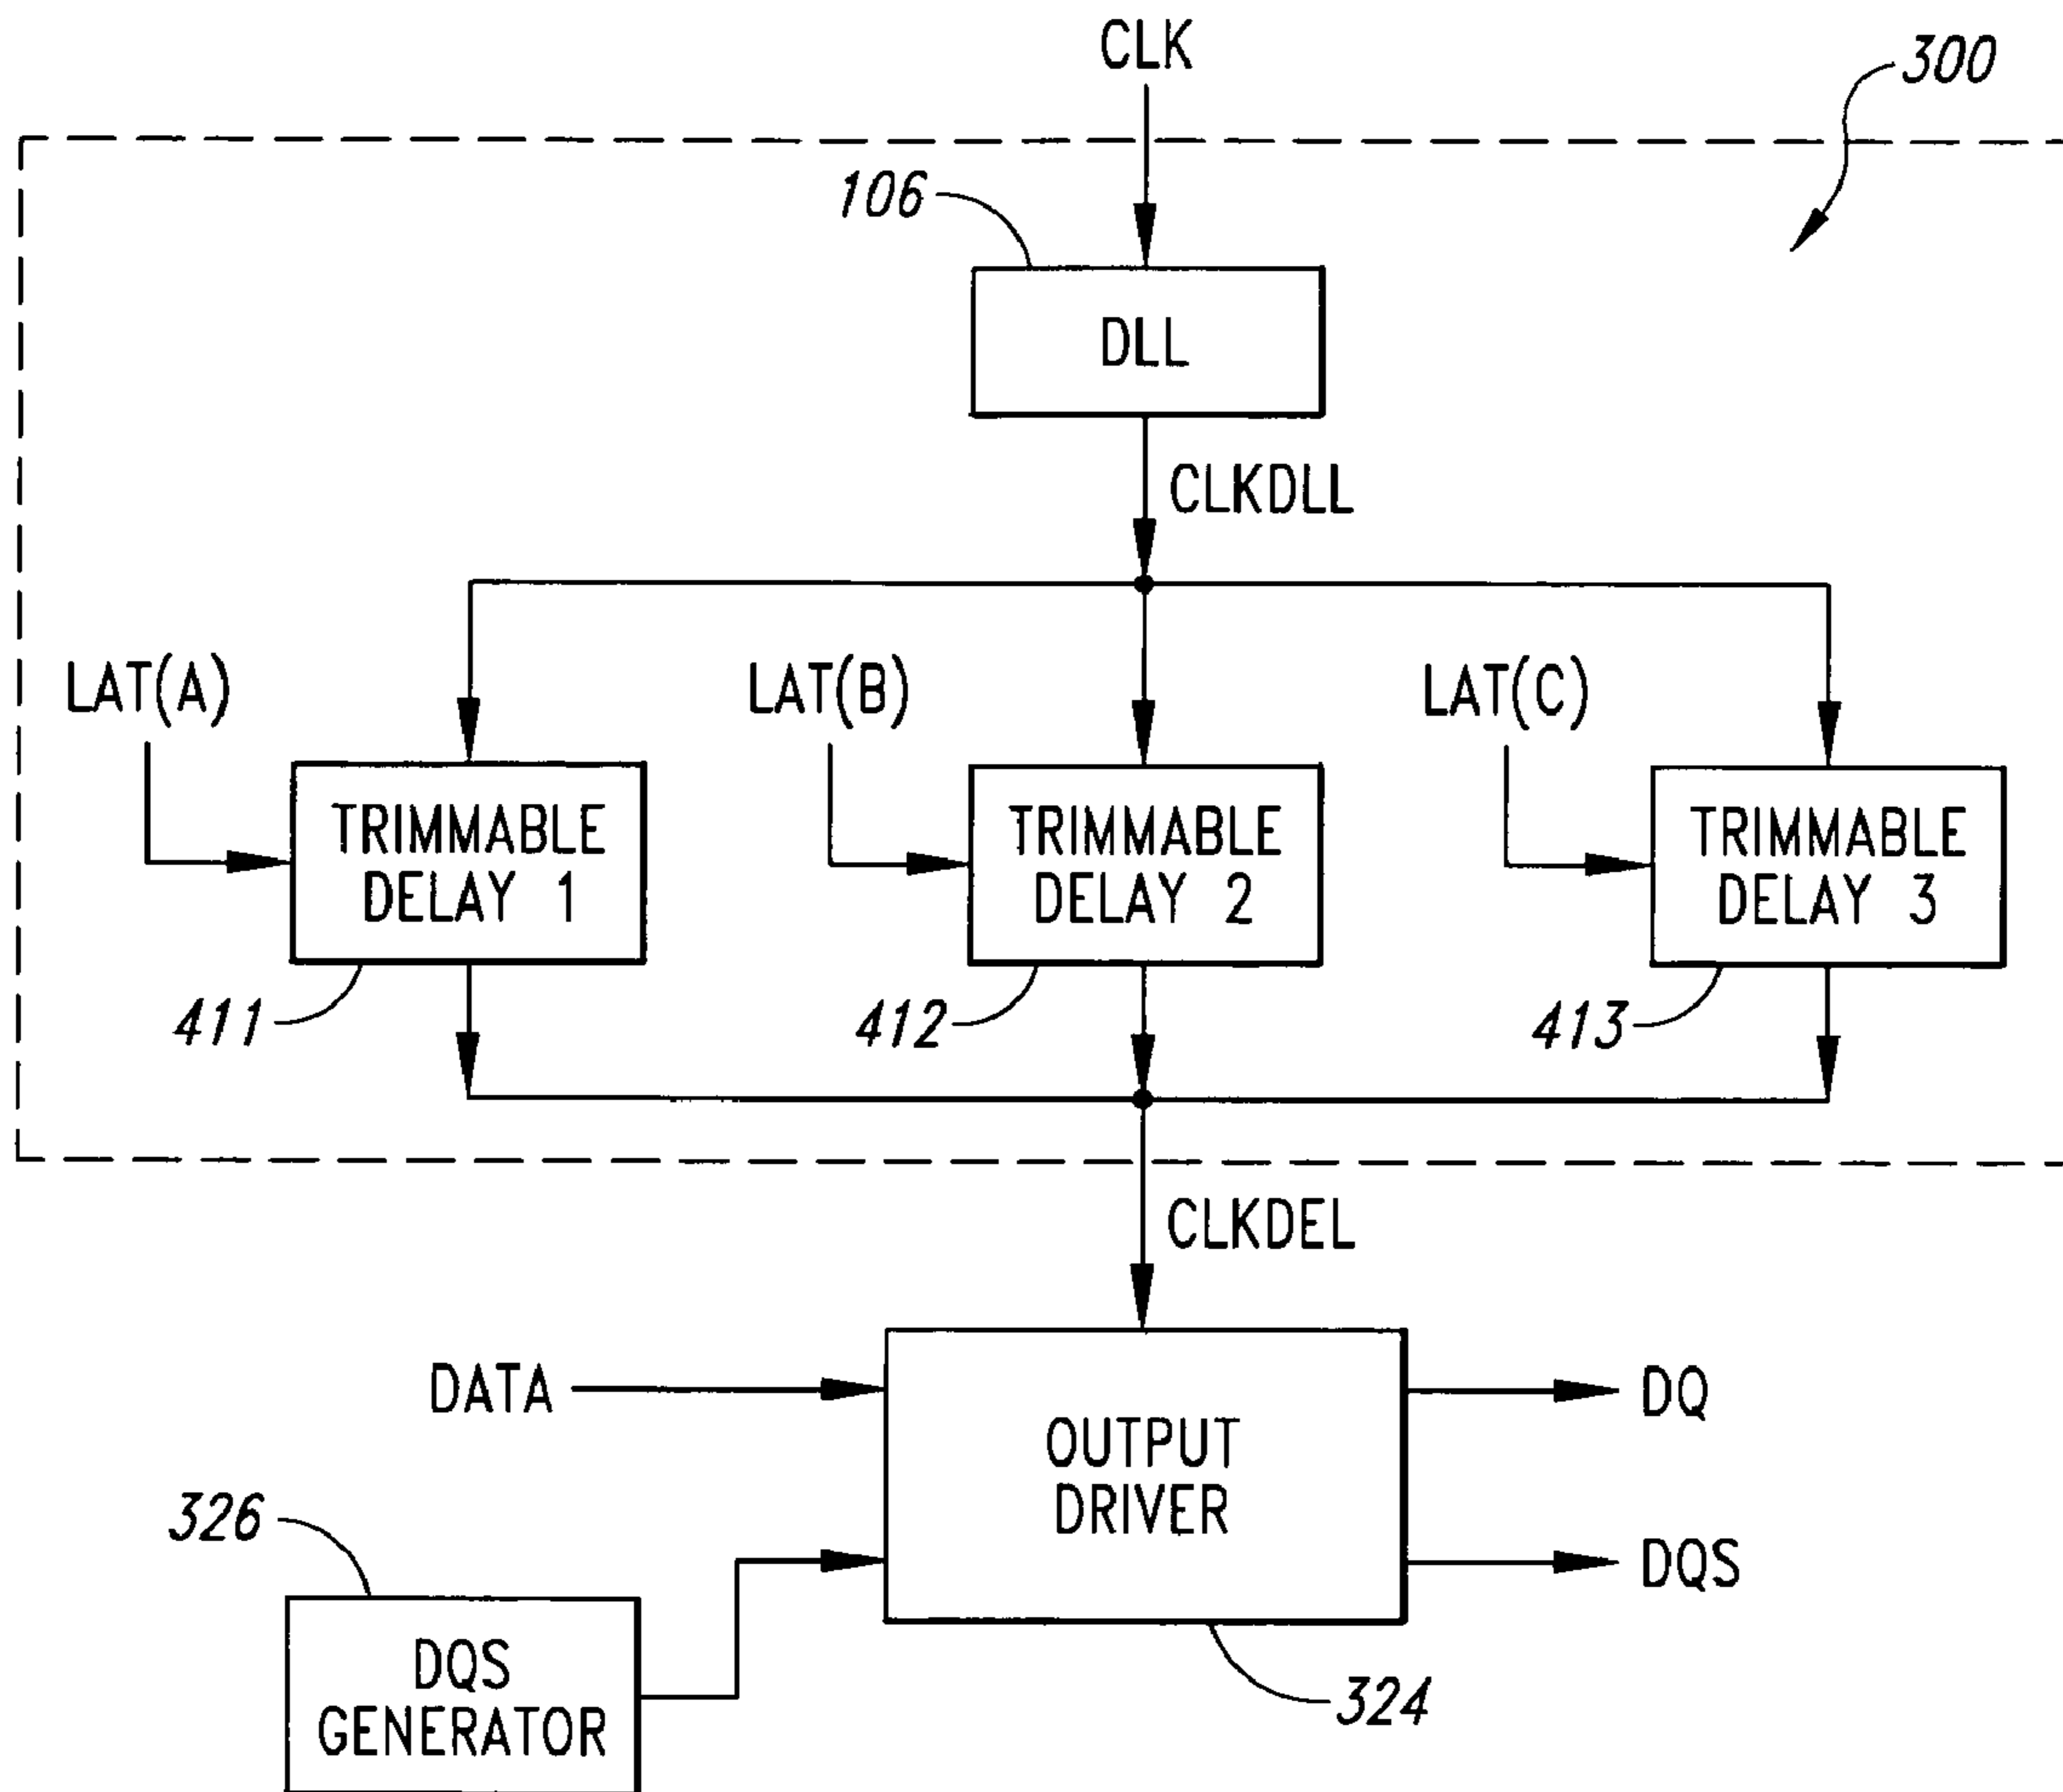 CLK
300
106
DLL
CLKDLL
LAT(A)
LAT(B)
LAT(C)
TRIMMABLE
DELAY 1
TRIMMABLE
DELAY 2
TRIMMABLE
DELAY 3
411
412
413
CLKDEL
DATA
OUTPUT
DRIVER
DQ
DQS
326
DQS
GENERATOR
324